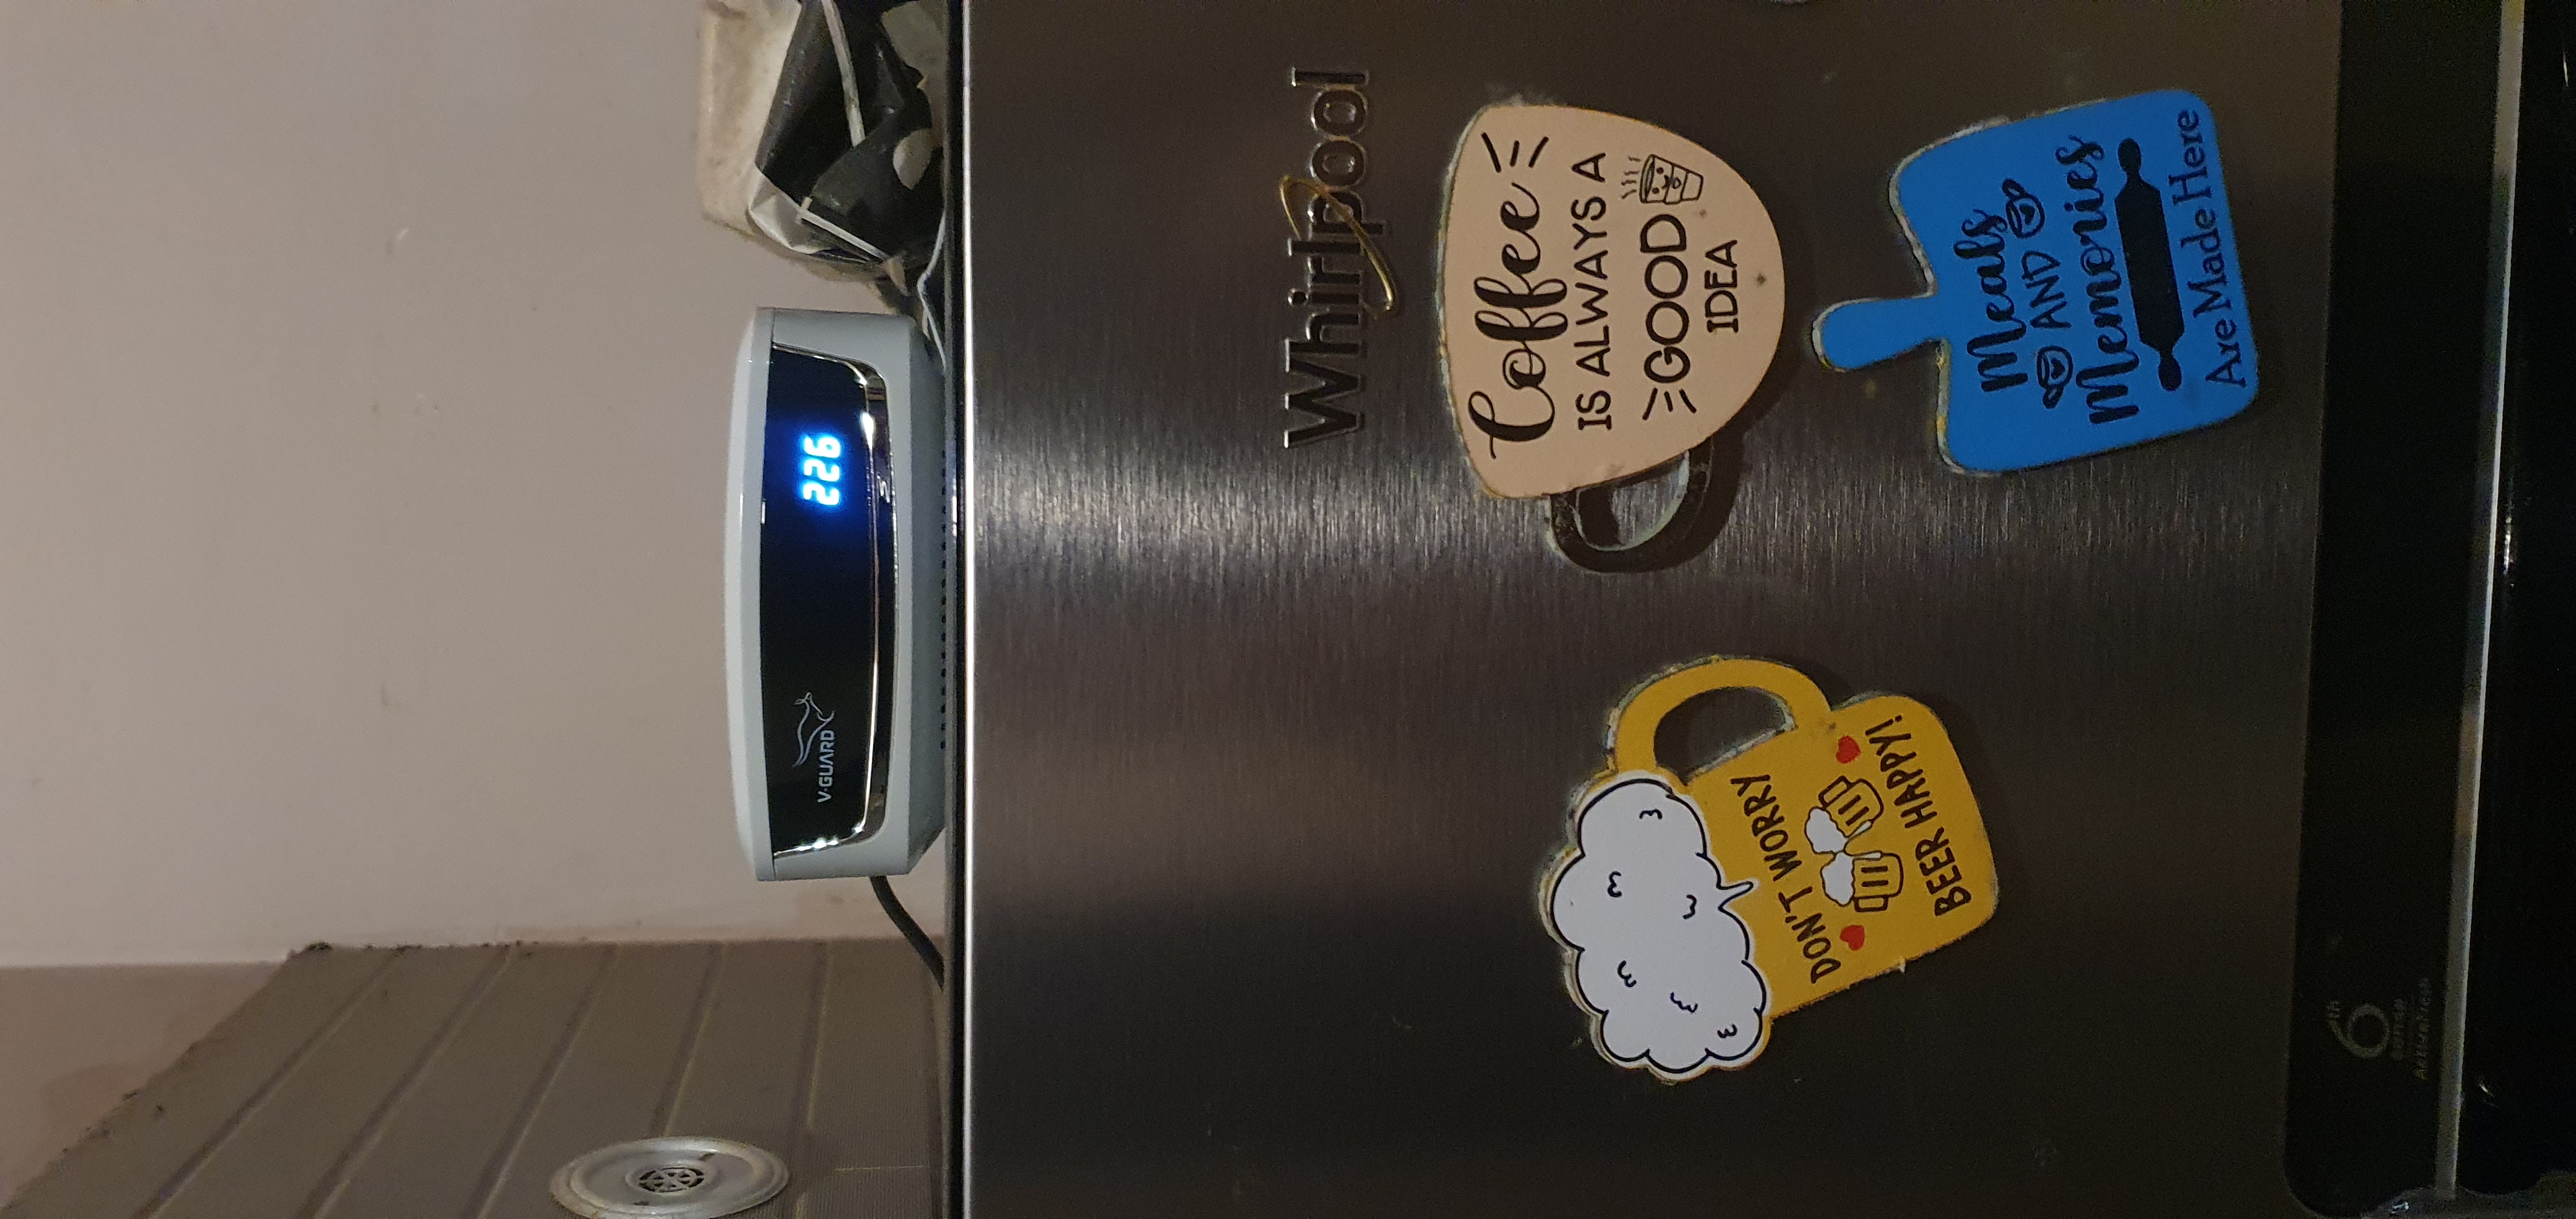 226
V-GUARD
Whirlpool
Coffee
IS ALWAYS A
GOOD
IDEA
Meals
AND
Memories
Are Made Here
DON'T WORRY
BEER HAPPY!
6th
SENSE